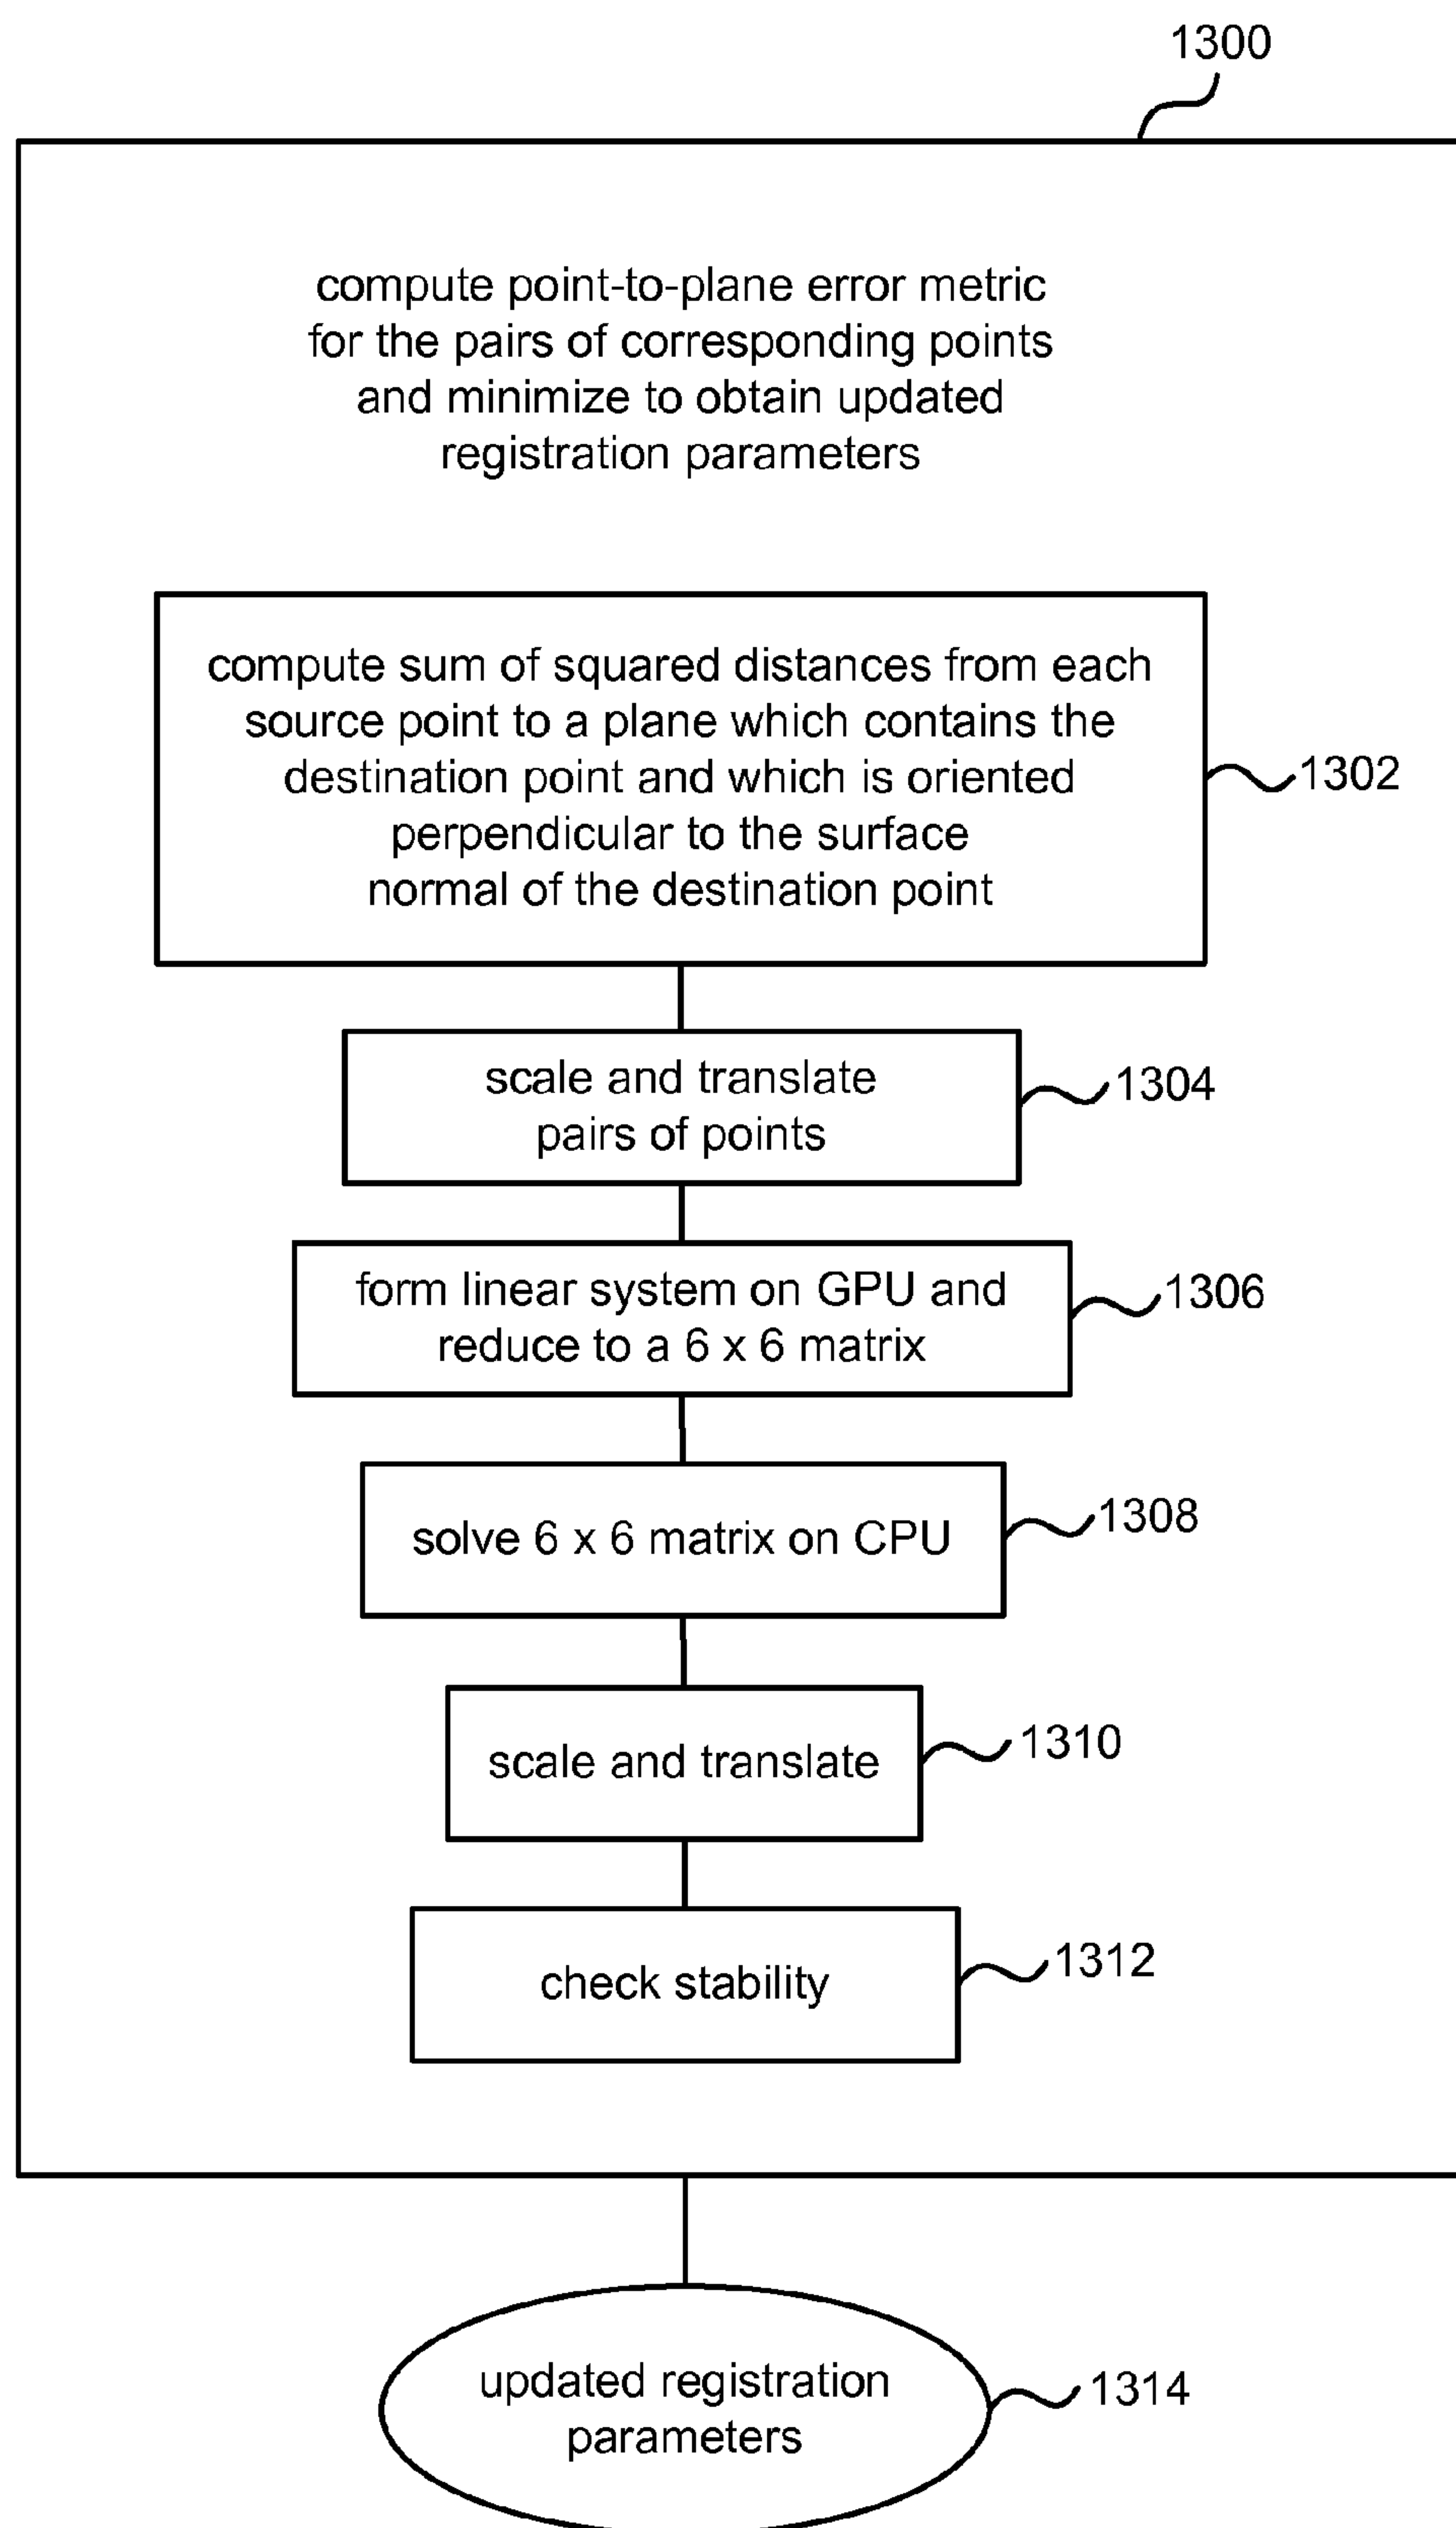 1300
compute point-to-plane error metric
for the pairs of corresponding points
and minimize to obtain updated
registration parameters
compute sum of squared distances from each
source point to a plane which contains the
destination point and which is oriented
perpendicular to the surface
normal of the destination point
1302
scale and translate
pairs of points
1304
form linear system on GPU and
reduce to a 6 x 6 matrix
1306
solve 6 x 6 matrix on CPU
1308
scale and translate
1310
check stability
1312
updated registration
parameters
1314